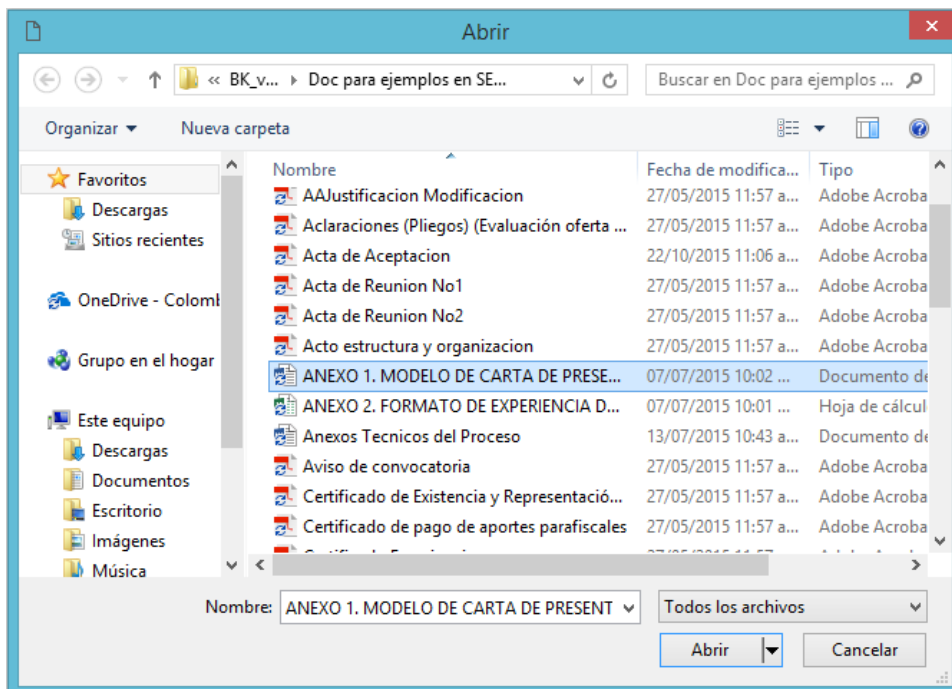 Abrir
« BK_v... Doc para ejemplos en SE... Buscar en Doc para ejemplos ...
Organizar Nueva carpeta
Favoritos
Descargas
Sitios recientes
OneDrive - Colomb
Grupo en el hogar
Este equipo
Descargas
Documentos
Escritorio
Imágenes
Música
Nombre Fecha de modifica... Tipo
AAJustificacion Modificacion 27/05/2015 11:57 a... Adobe Acroba
Aclaraciones (Pliegos) (Evaluación oferta ... 27/05/2015 11:57 a... Adobe Acroba
Acta de Aceptacion 22/10/2015 11:06 a... Adobe Acroba
Acta de Reunion No1 27/05/2015 11:57 a... Adobe Acroba
Acta de Reunion No2 27/05/2015 11:57 a... Adobe Acroba
Acto estructura y organizacion 27/05/2015 11:57 a... Adobe Acroba
ANEXO 1. MODELO DE CARTA DE PRESE... 07/07/2015 10:02 ... Documento de
ANEXO 2. FORMATO DE EXPERIENCIA D... 07/07/2015 10:01 ... Hoja de cálcul
Anexos Tecnicos del Proceso 13/07/2015 10:43 a... Documento de
Aviso de convocatoria 27/05/2015 11:57 a... Adobe Acroba
Certificado de Existencia y Representació... 27/05/2015 11:57 a... Adobe Acroba
Certificado de pago de aportes parafiscales 27/05/2015 11:57 a... Adobe Acroba
Nombre: ANEXO 1. MODELO DE CARTA DE PRESENT Todos los archivos
Abrir Cancelar